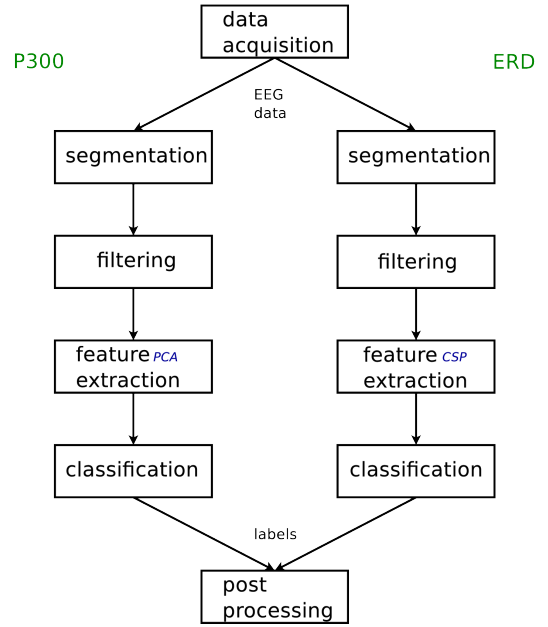 data
acquisition
P300
ERD
EEG
data
segmentation
segmentation
filtering
filtering
feature PCA
extraction
feature CSP
extraction
classification
classification
labels
post
processing